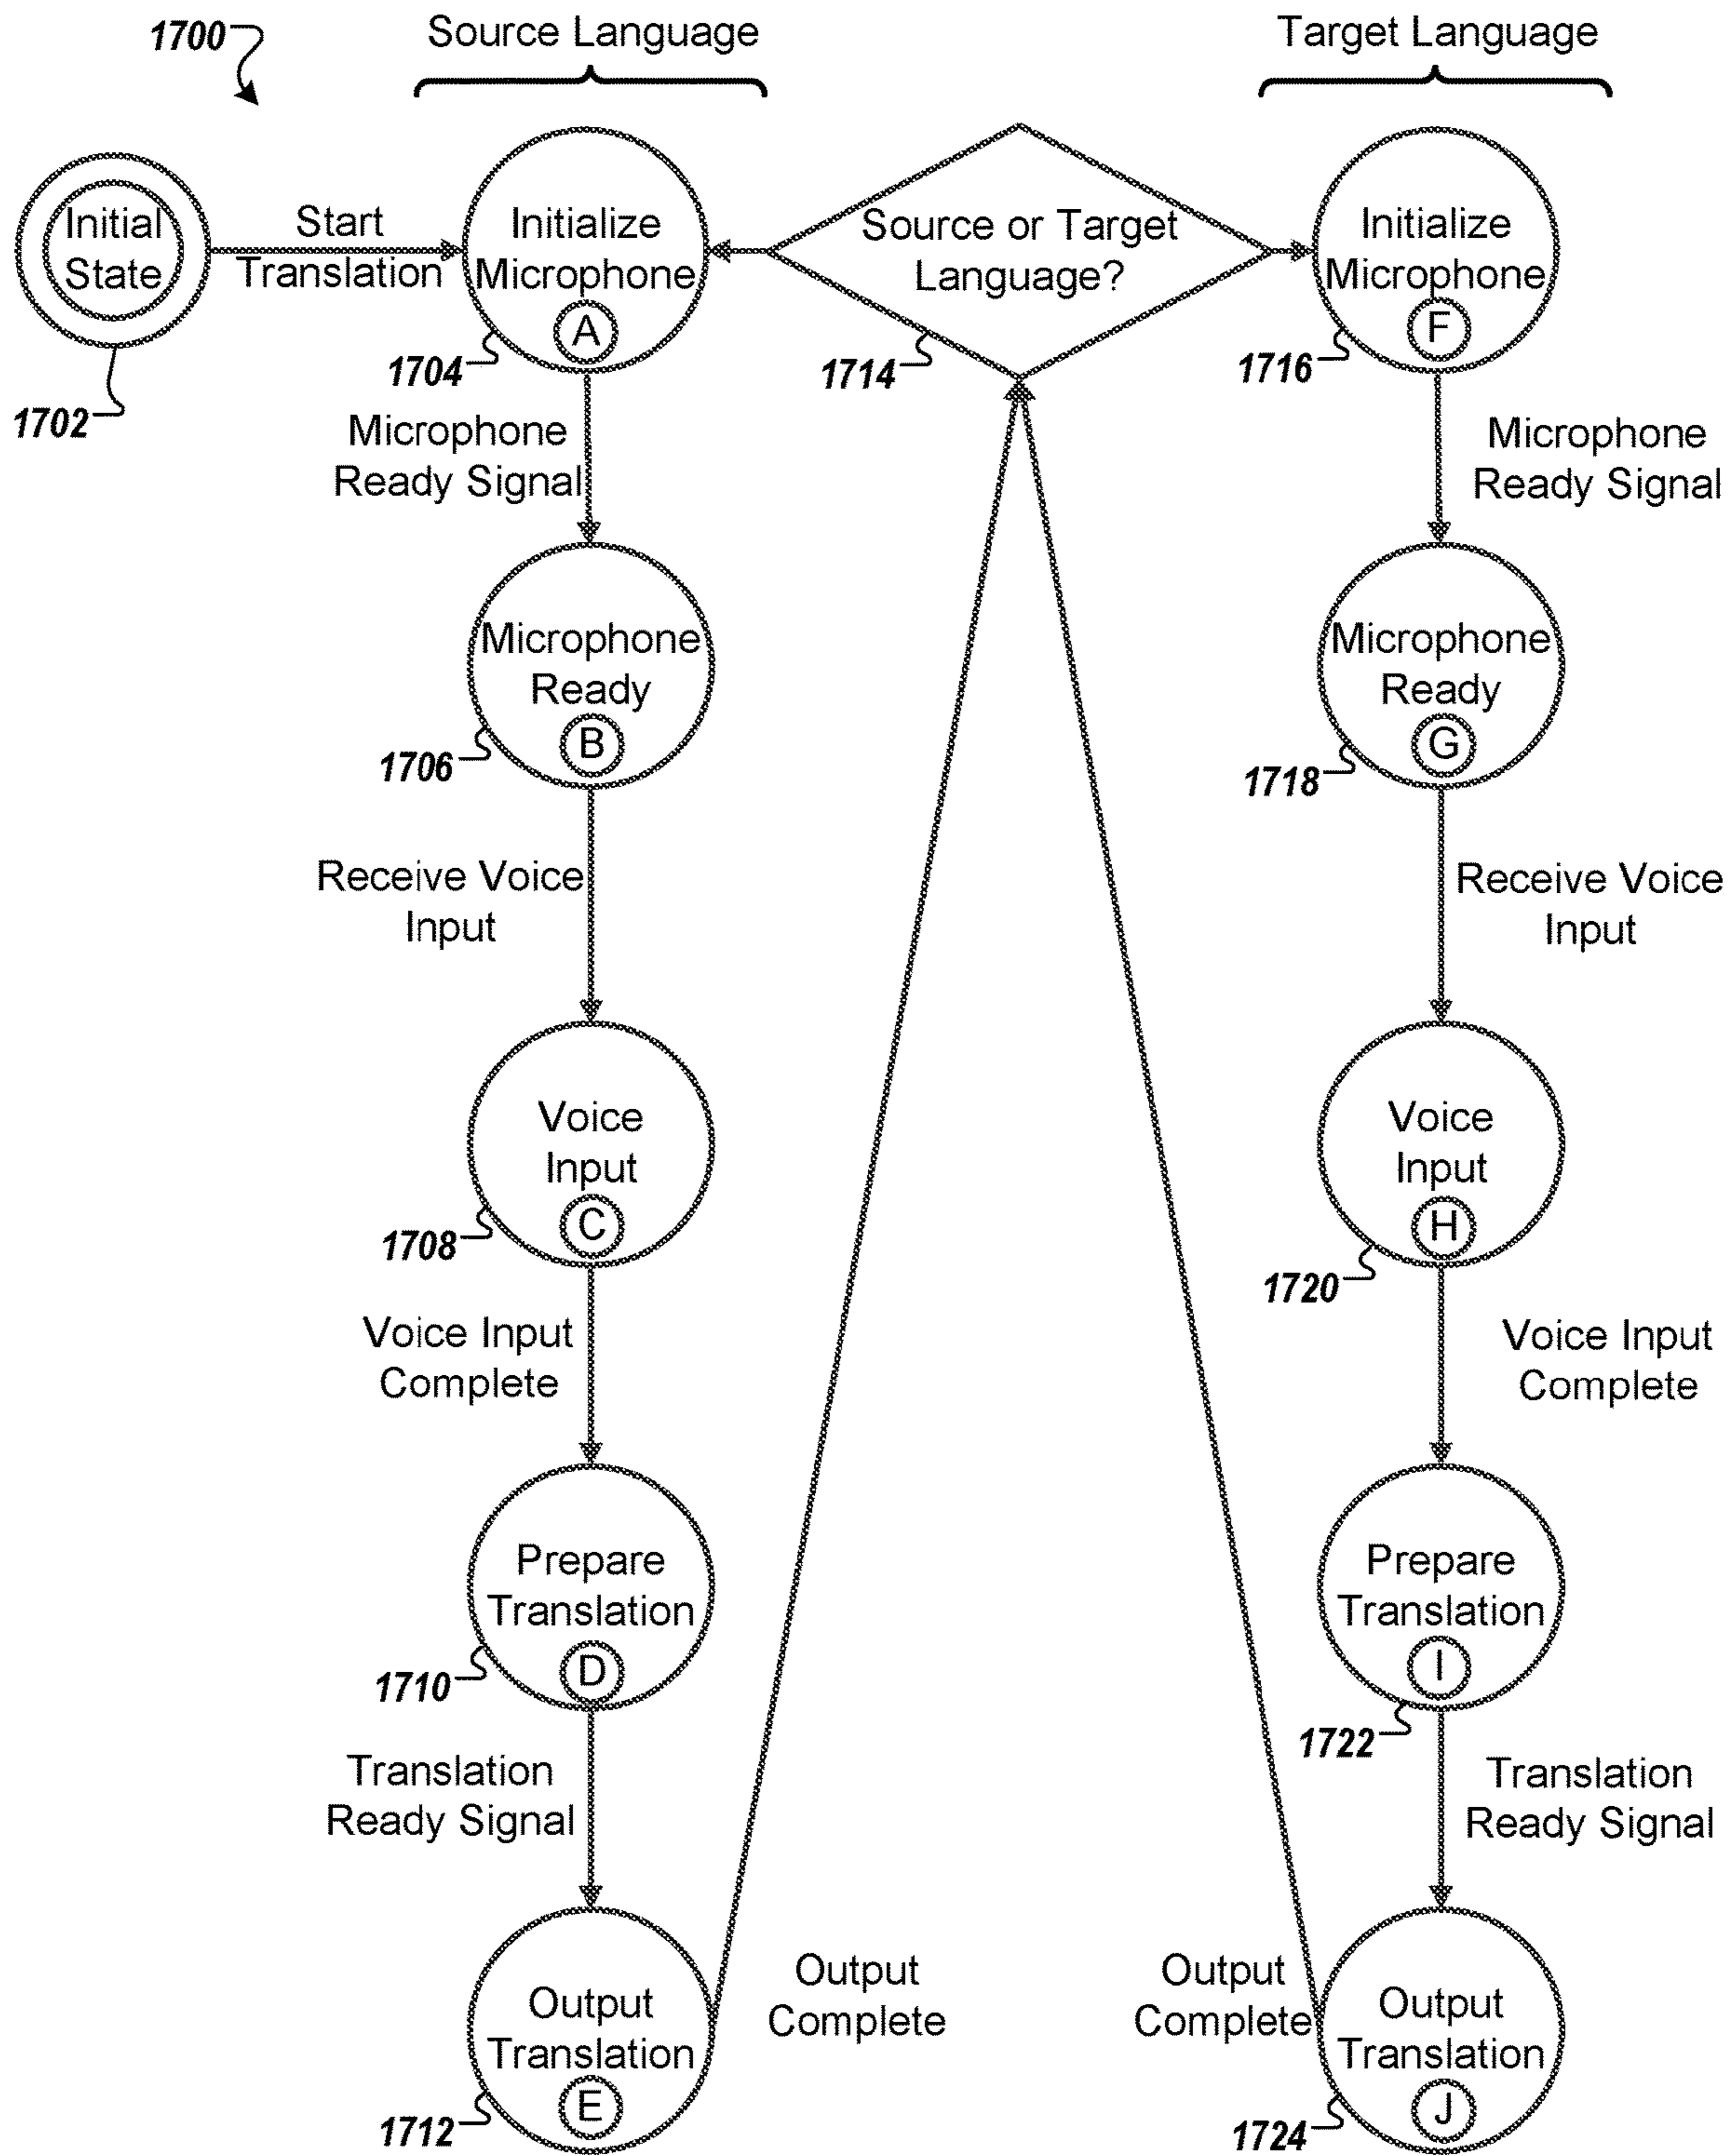 1700
Source Language
Target Language
Initial
State
1702
Start
Translation
Initialize
Microphone
A
1704
Source or Target
Language?
1714
Initialize
Microphone
F
1716
Microphone
Ready Signal
Microphone
Ready Signal
Microphone
Ready
B
1706
Microphone
Ready
G
1718
Receive Voice
Input
Receive Voice
Input
Voice
Input
C
1708
Voice
Input
H
1720
Voice Input
Complete
Voice Input
Complete
Prepare
Translation
D
1710
Prepare
Translation
I
1722
Translation
Ready Signal
Translation
Ready Signal
Output
Translation
E
1712
Output
Complete
Output
Complete
Output
Translation
J
1724